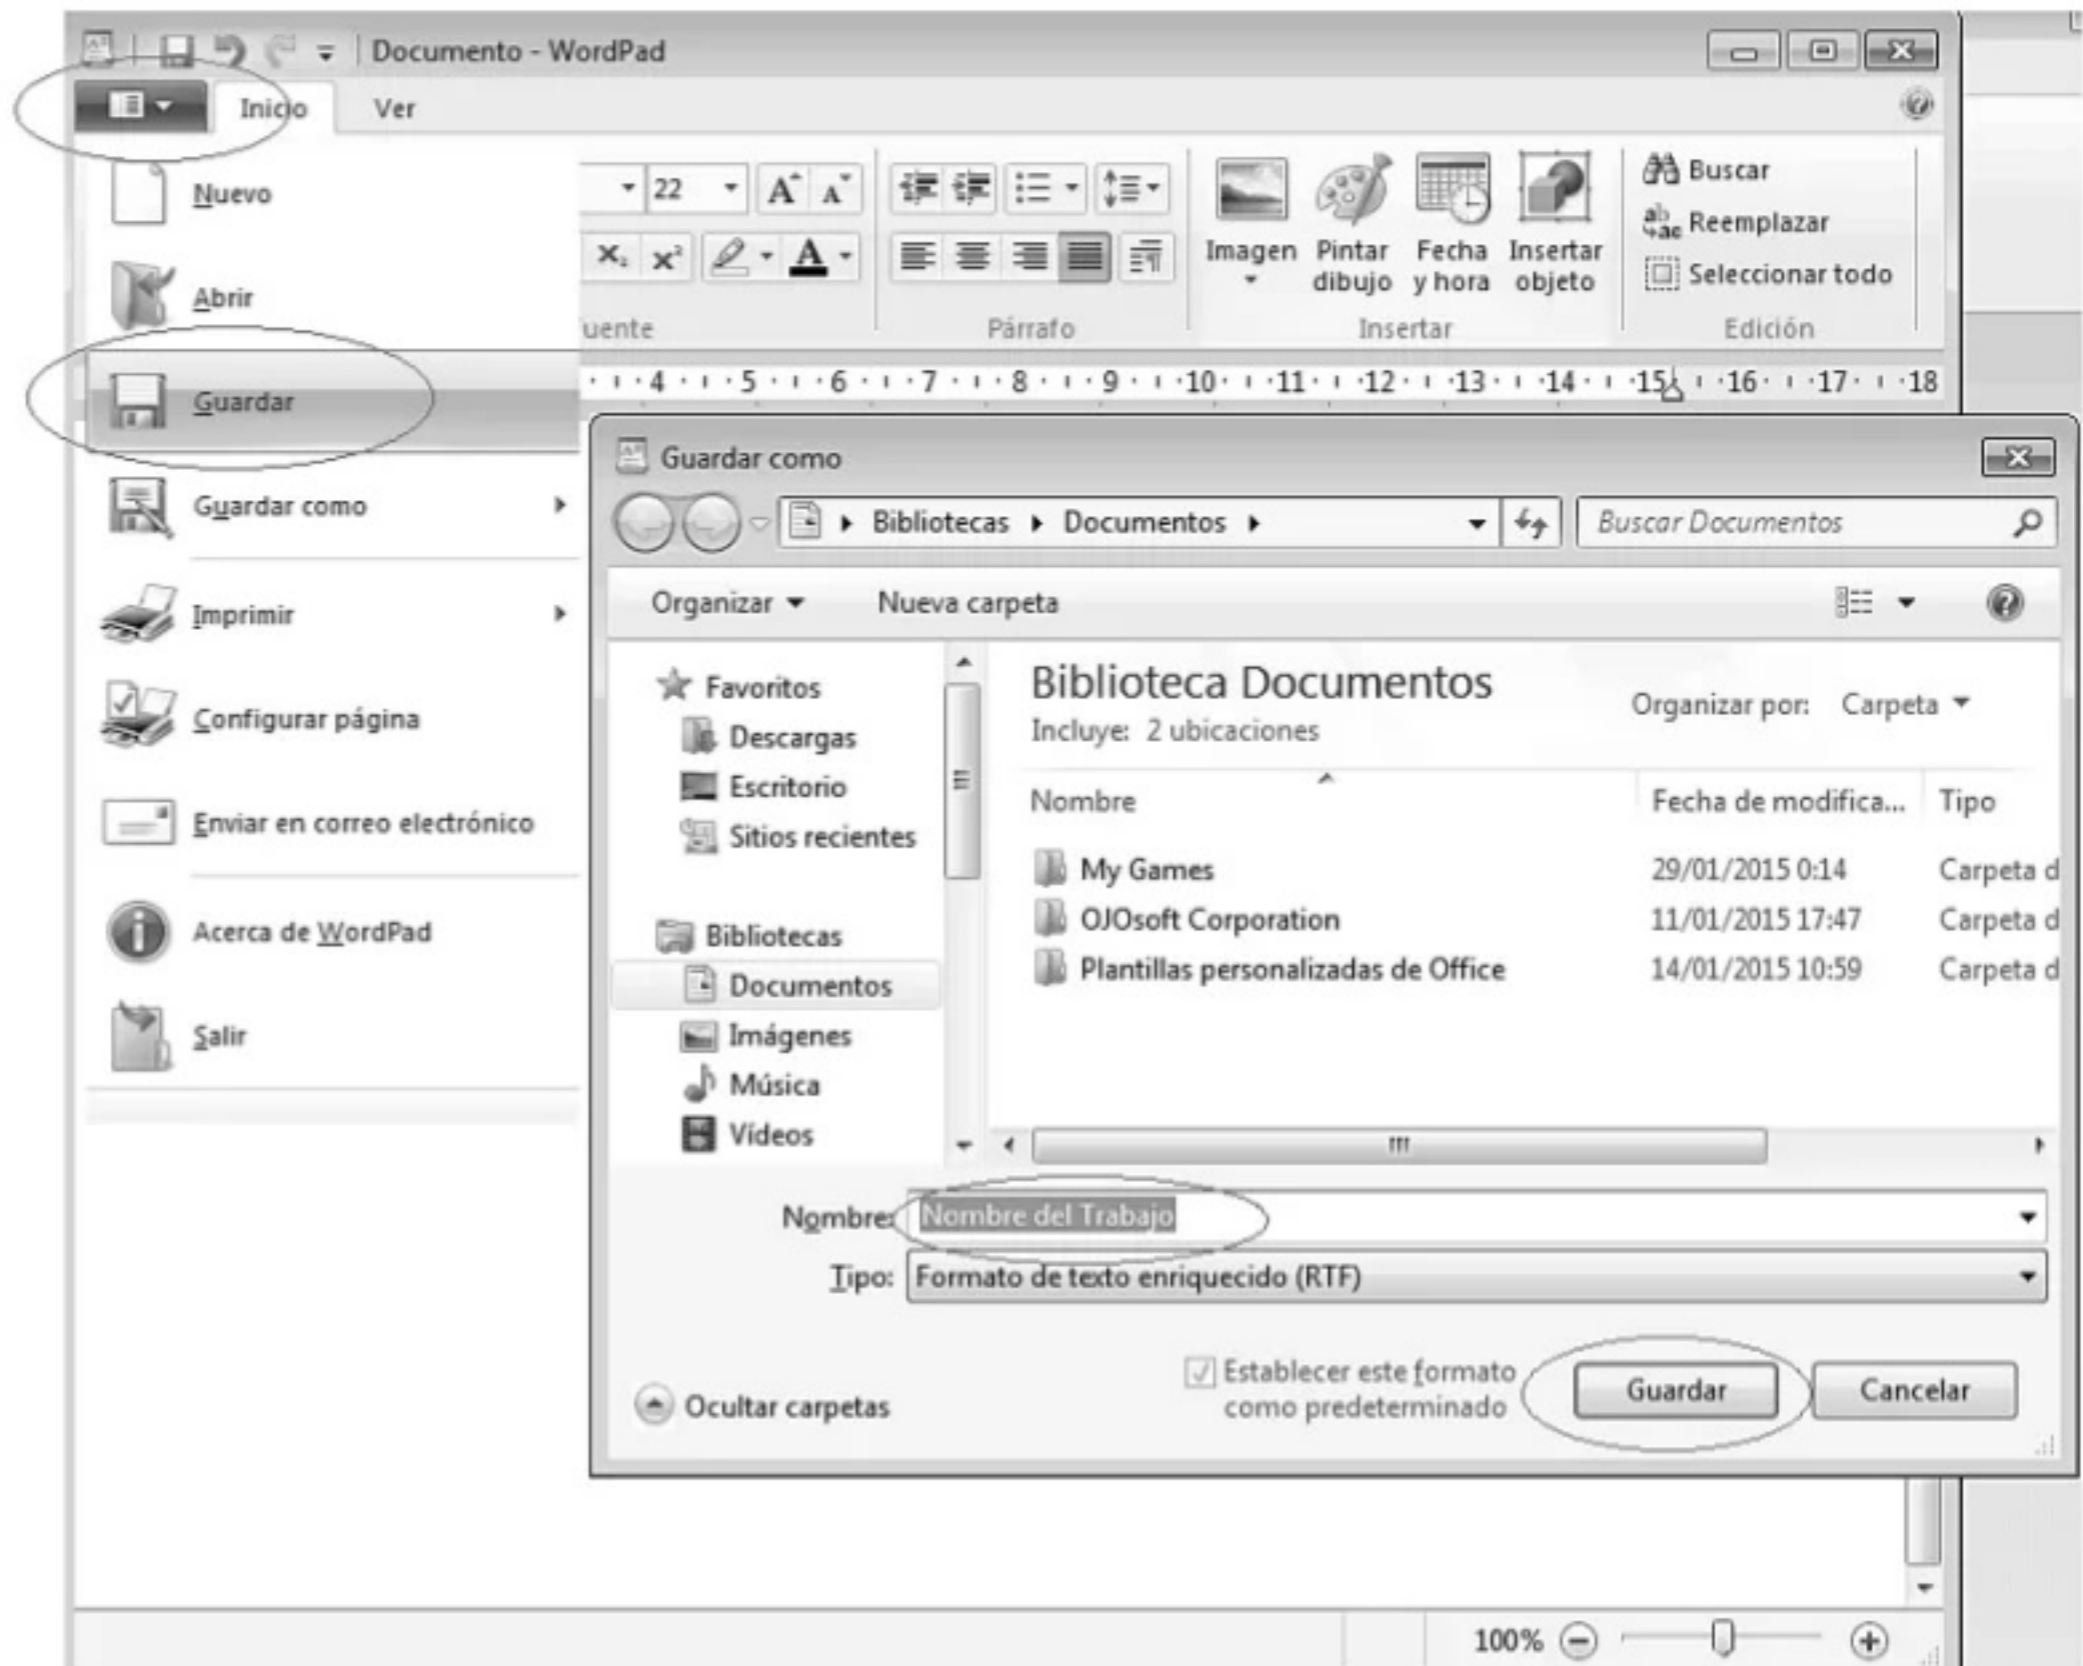 Documento - WordPad
Inicio Ver
Nuevo
Abrir
Guardar
Guardar como
Imprimir
Configurar página
Enviar en correo electrónico
Acerca de WordPad
Salir
22
Párrafo
Imagen
Pintar dibujo
Fecha y hora
Insertar objeto
Insertar
Buscar
Reemplazar
Seleccionar todo
Edición
4 5 6 7 8 9 10 11 12 13 14 15 16 17 18
Guardar como
Bibliotecas Documentos
Buscar Documentos
Organizar Nueva carpeta
Favoritos
Descargas
Escritorio
Sitios recientes
Bibliotecas
Documentos
Imágenes
Música
Vídeos
Biblioteca Documentos
Incluye: 2 ubicaciones
Organizar por: Carpeta
Nombre Fecha de modifica... Tipo
My Games 29/01/2015 0:14 Carpeta d
OJOsoft Corporation 11/01/2015 17:47 Carpeta d
Plantillas personalizadas de Office 14/01/2015 10:59 Carpeta d
Nombre: Nombre del Trabajo
Tipo: Formato de texto enriquecido (RTF)
Establecer este formato
como predeterminado
Ocultar carpetas
Guardar
Cancelar
100%